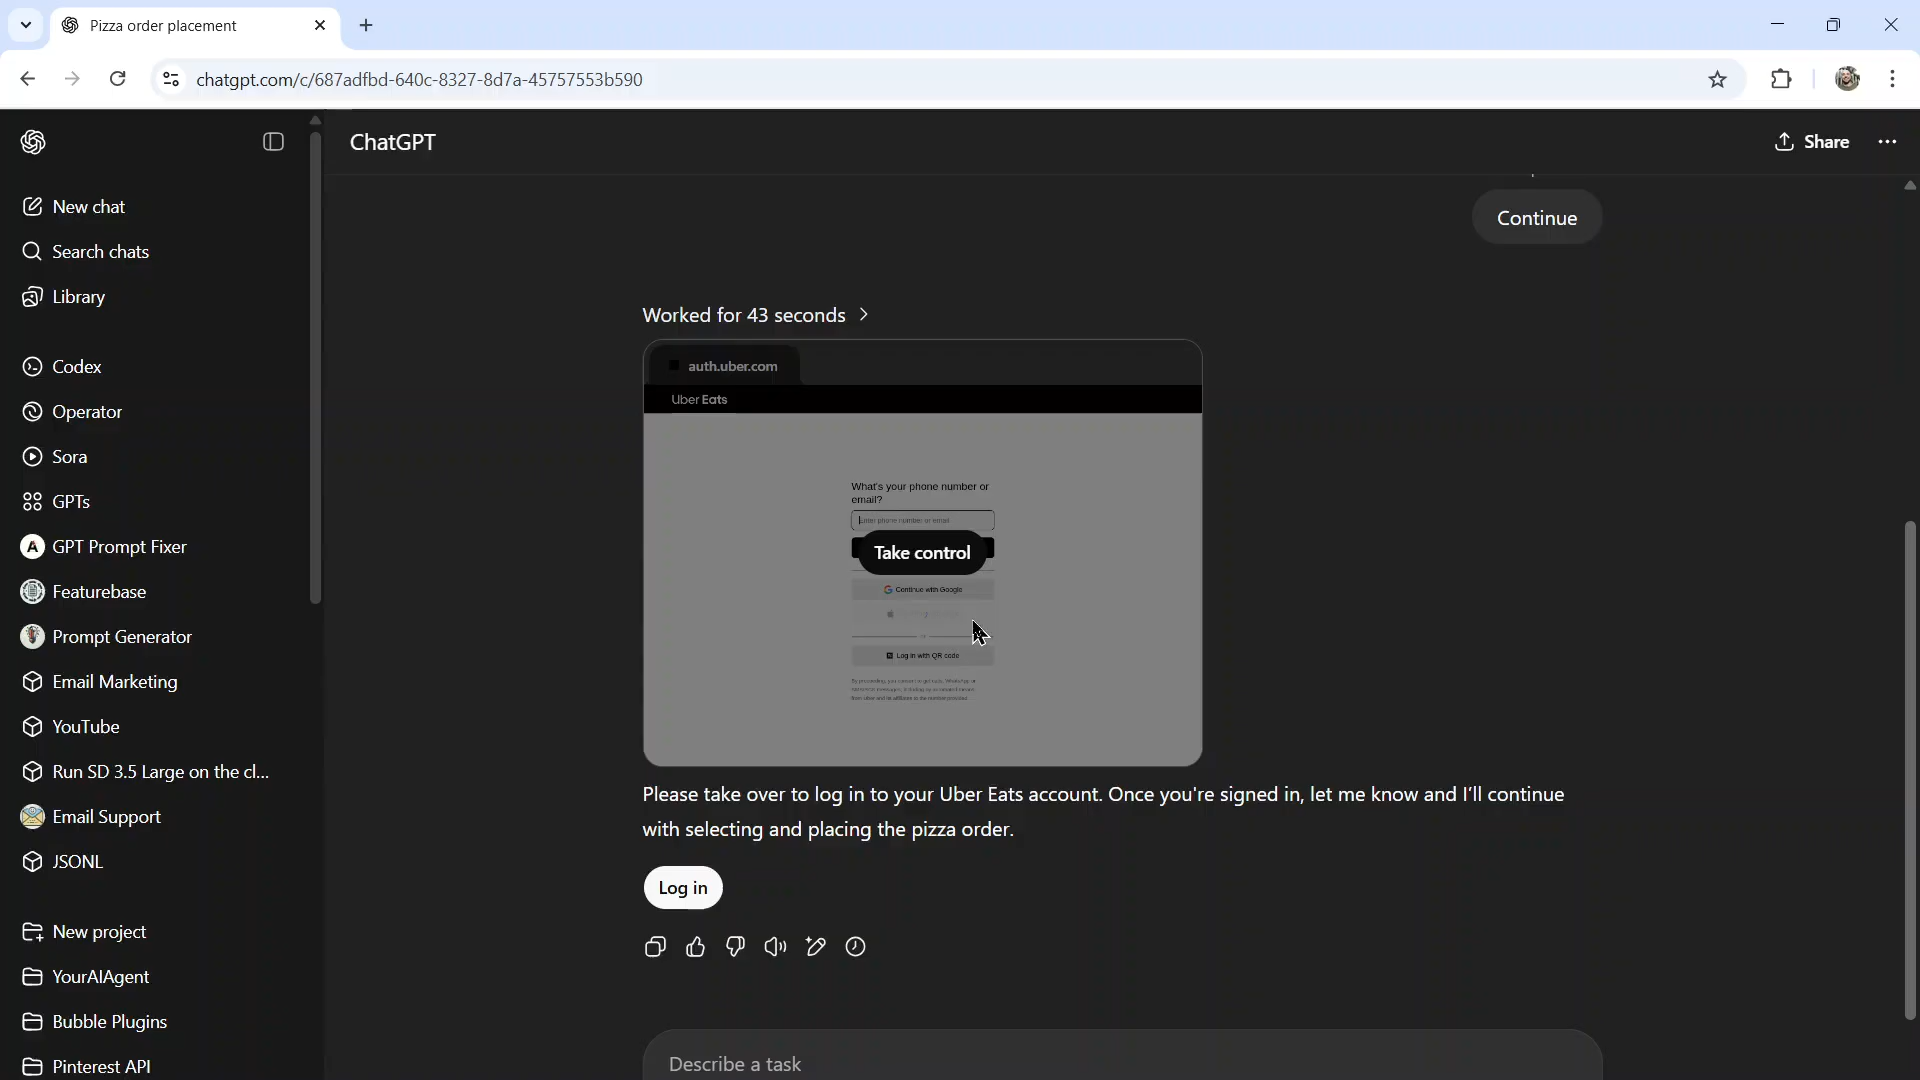 Pizza order placement
chatgpt.com/c/687adfbd-640c-8327-8d7a-45757553b590
ChatGPT
Share
New chat
Search chats
Library
Codex
Operator
Sora
GPTs
GPT Prompt Fixer
Featurebase
Prompt Generator
Email Marketing
YouTube
Run SD 3.5 Large on the cl...
Email Support
JSONL
New project
YourAIAgent
Bubble Plugins
Pinterest API
Continue
Worked for 43 seconds
auth.uber.com
Uber Eats
What's your phone number or
email?
Enter phone number or email
Take control
Continue with Google
Log in with QR code
Please take over to log in to your Uber Eats account. Once you're signed in, let me know and I'll continue
with selecting and placing the pizza order.
Log in
Describe a task